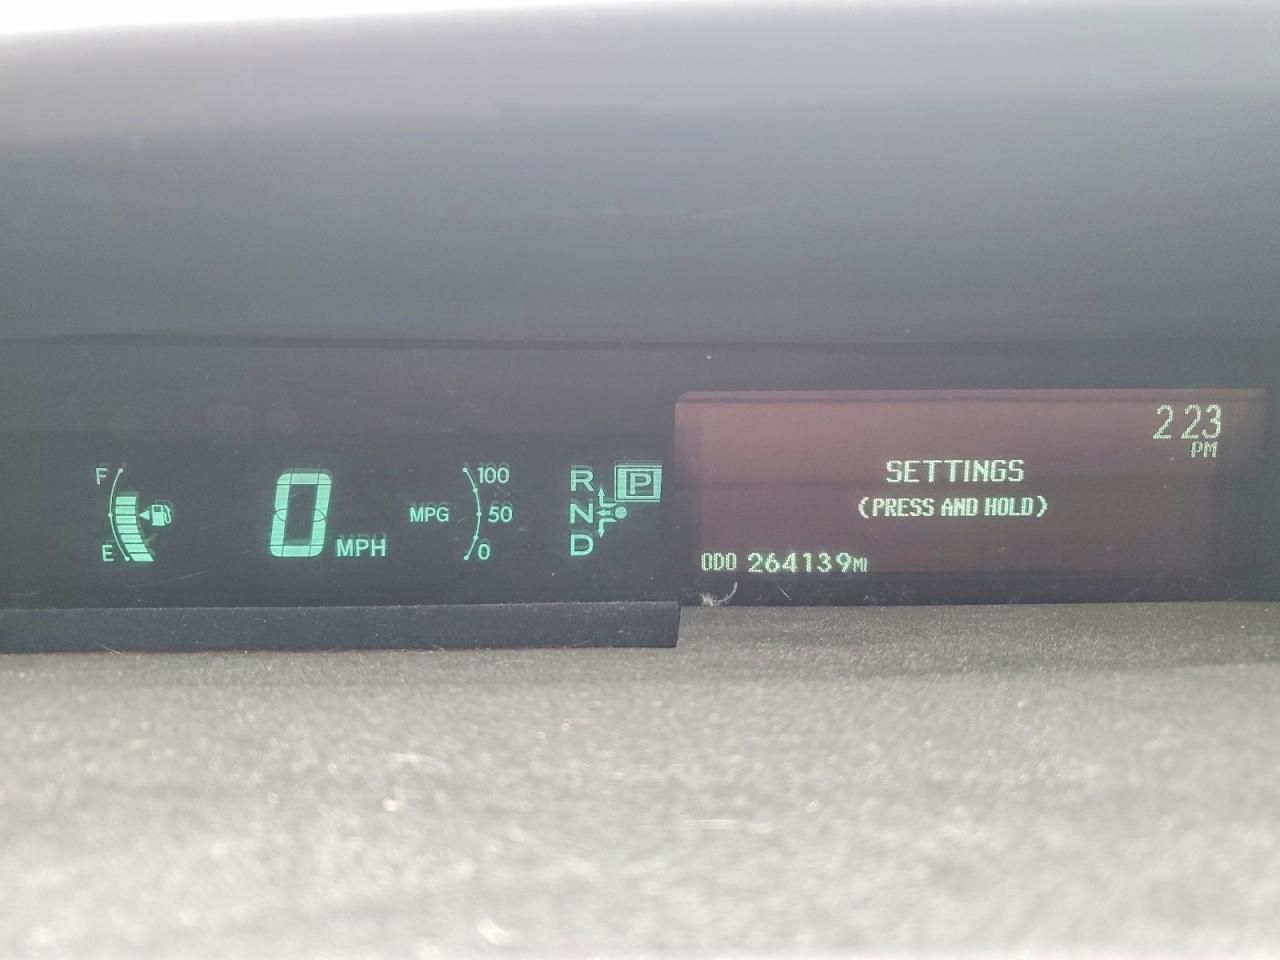 F
E
0 MPH
MPG
100
50
0
R
N
D
P
2 23
PM
SETTINGS
(PRESS AND HOLD)
ODO 264139MI